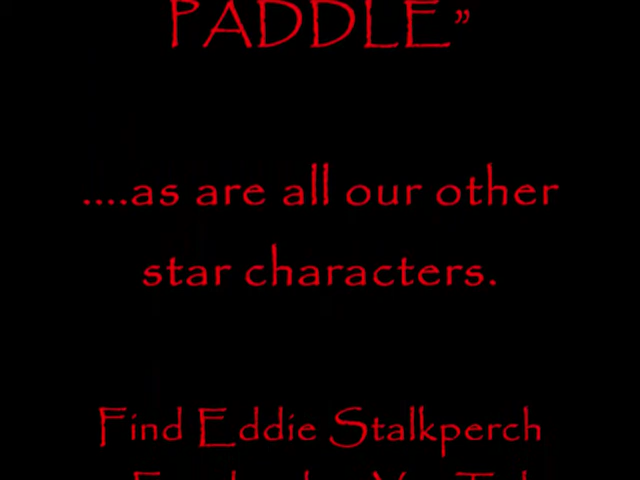 PADDLE”
....as are all our other
star characters.
Find Eddie Stalkperch